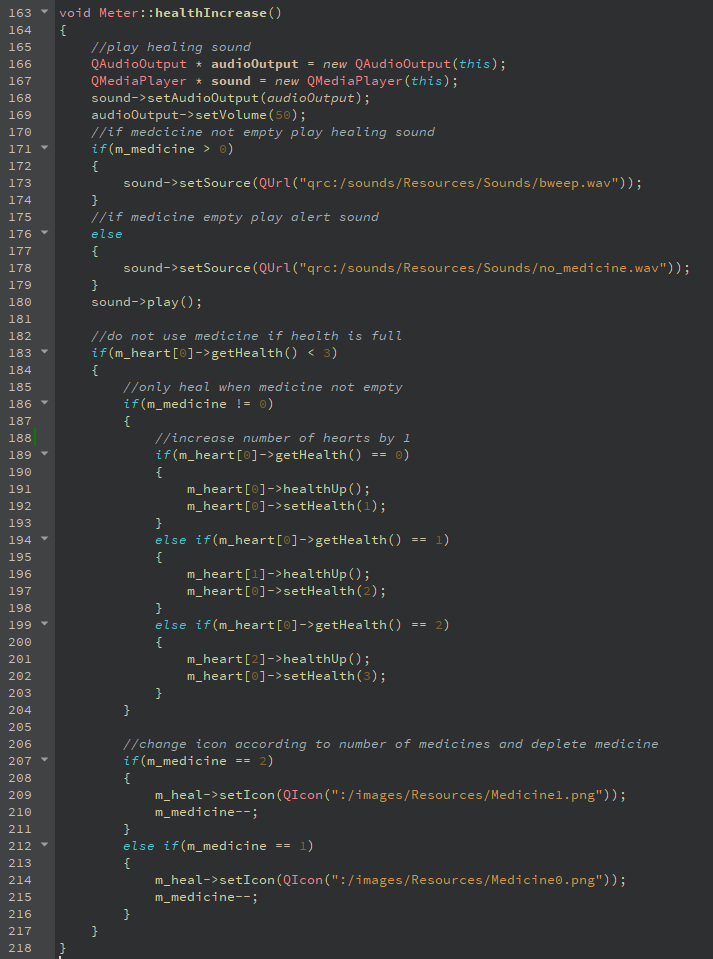 163 void Meter::healthIncrease()
164 {
165     //play healing sound
166     QAudioOutput * audioOutput = new QAudioOutput(this);
167     QMediaPlayer * sound = new QMediaPlayer(this);
168     sound->setAudioOutput(audioOutput);
169     audioOutput->setVolume(50);
170     //if medcicine not empty play healing sound
171     if(m_medicine > 0)
172     {
173         sound->setSource(QUrl("qrc:/sounds/Resources/Sounds/bweep.wav"));
174     }
175     //if medicine empty play alert sound
176     else
177     {
178         sound->setSource(QUrl("qrc:/sounds/Resources/Sounds/no_medicine.wav"));
179     }
180     sound->play();
181
182     //do not use medicine if health is full
183     if(m_heart[0]->getHealth() < 3)
184     {
185         //only heal when medicine not empty
186         if(m_medicine != 0)
187         {
188             //increase number of hearts by 1
189             if(m_heart[0]->getHealth() == 0)
190             {
191                 m_heart[0]->healthUp();
192                 m_heart[0]->setHealth(1);
193             }
194             else if(m_heart[0]->getHealth() == 1)
195             {
196                 m_heart[1]->healthUp();
197                 m_heart[0]->setHealth(2);
198             }
199             else if(m_heart[0]->getHealth() == 2)
200             {
201                 m_heart[2]->healthUp();
202                 m_heart[0]->setHealth(3);
203             }
204         }
205
206         //change icon according to number of medicines and deplete medicine
207         if(m_medicine == 2)
208         {
209             m_heal->setIcon(QIcon(":/images/Resources/Medicine1.png"));
210             m_medicine--;
211         }
212         else if(m_medicine == 1)
213         {
214             m_heal->setIcon(QIcon(":/images/Resources/Medicine0.png"));
215             m_medicine--;
216         }
217     }
218 }